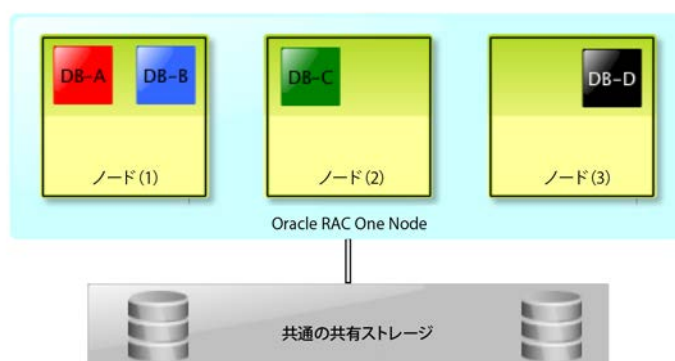 DB-A
DB-B
DB-C
DB-D
ノード(1)
ノード(2)
ノード(3)
Oracle RAC One Node
共通の共有ストレージ